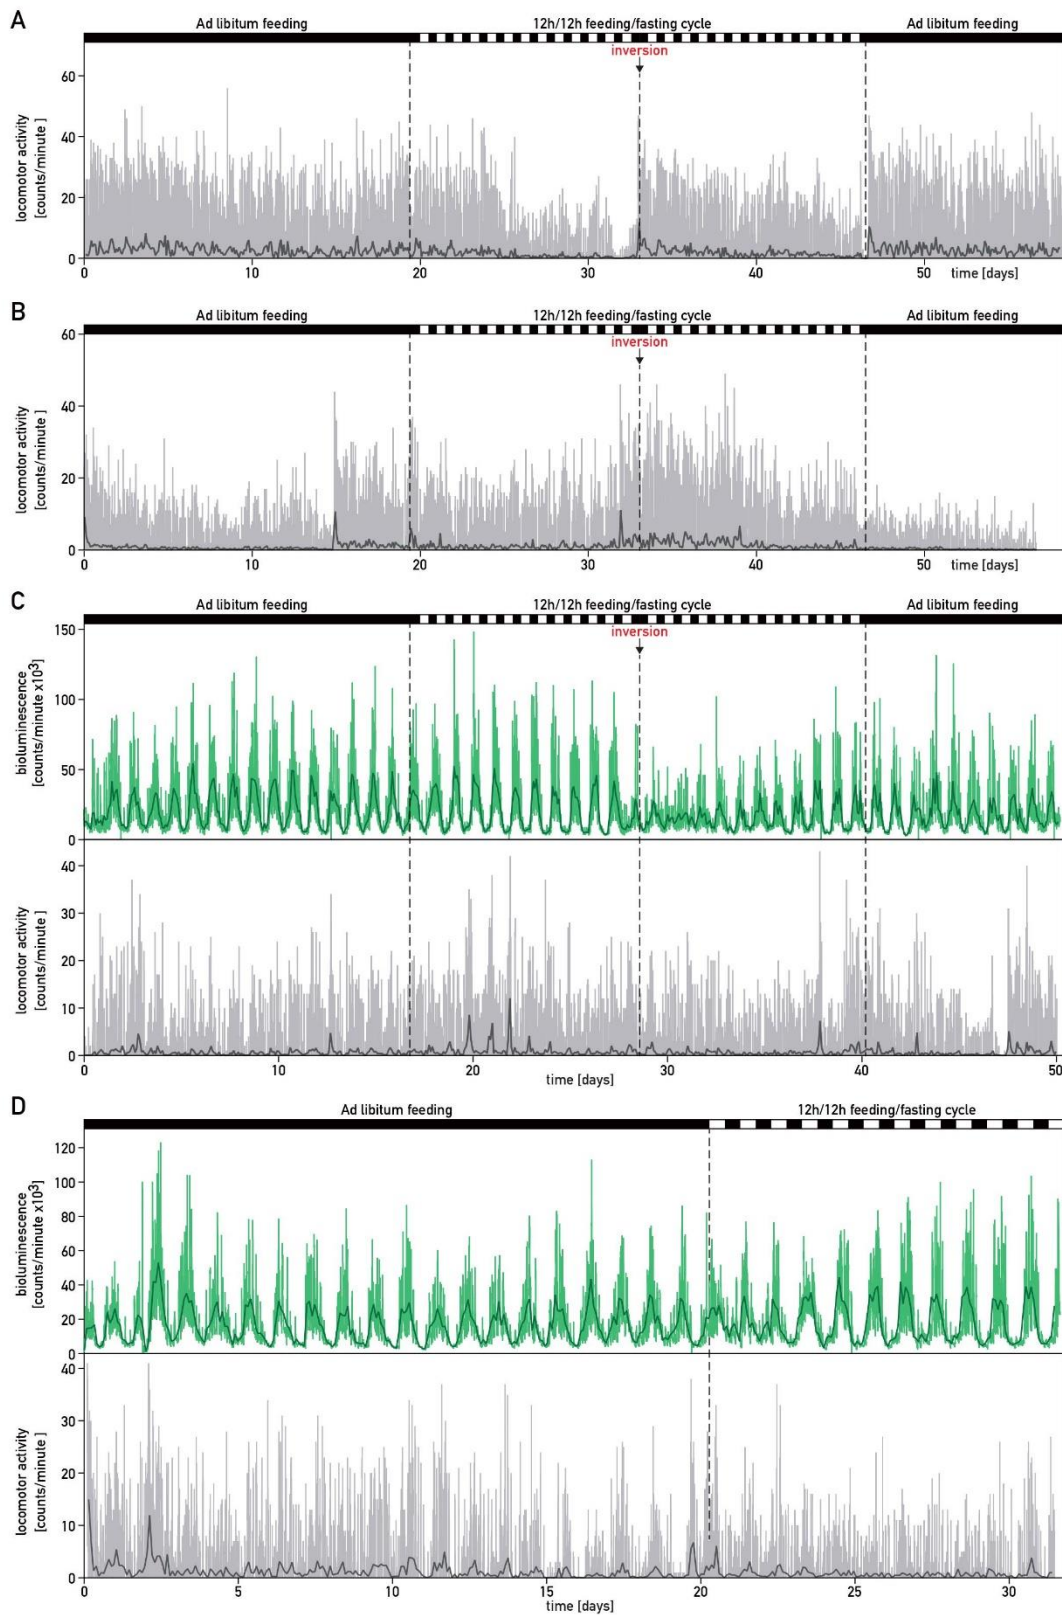 A
Ad libitum feeding 12h/12h feeding/fasting cycle Ad libitum feeding
inversion
locomotor activity
[counts/minute ]
60
40
20
0
0 10 20 30 40 50 time [days]
B
Ad libitum feeding 12h/12h feeding/fasting cycle Ad libitum feeding
inversion
locomotor activity
[counts/minute ]
60
40
20
0
0 10 20 30 40 50 time [days]
C
Ad libitum feeding 12h/12h feeding/fasting cycle Ad libitum feeding
inversion
bioluminescence
[counts/minute x10³]
150
100
50
0
locomotor activity
[counts/minute ]
40
30
20
10
0
0 10 20 30 40 50
time [days]
D
Ad libitum feeding 12h/12h feeding/fasting cycle
bioluminescence
[counts/minute x10³]
120
100
80
60
40
20
0
locomotor activity
[counts/minute ]
40
30
20
10
0
0 5 10 15 20 25 30
time [days]